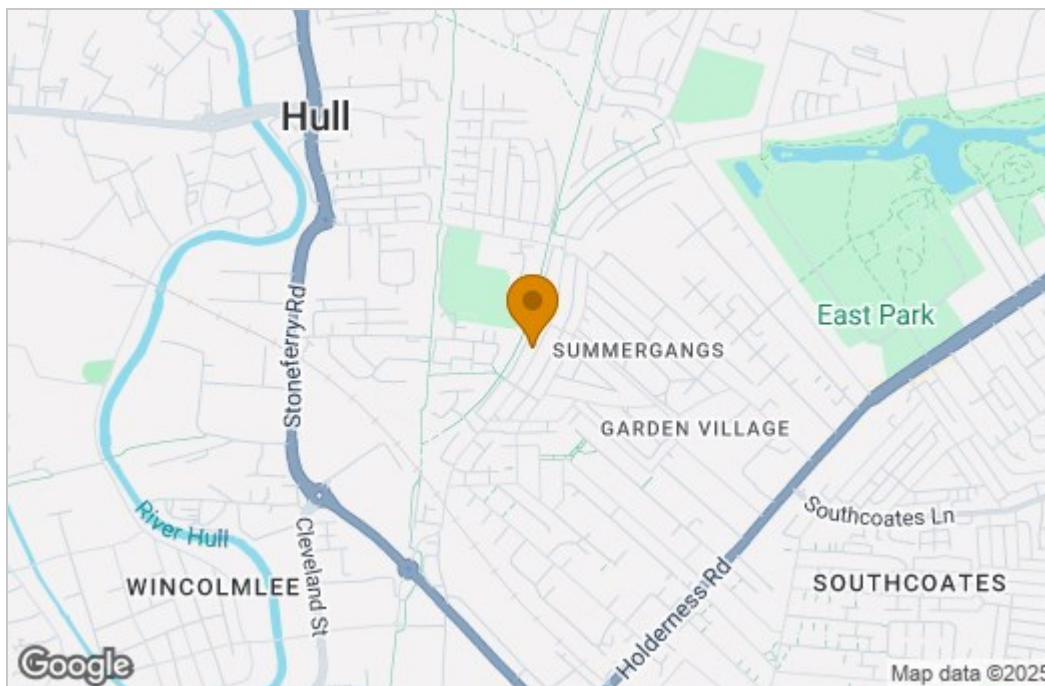 Hull
Stoneferry Rd
East Park
SUMMERGANGS
GARDEN VILLAGE
River Hull
Cleveland St
Southcoates Ln
WINCOLMLEE
Holderness Rd
SOUTHCOATES
Google
Map data ©2025